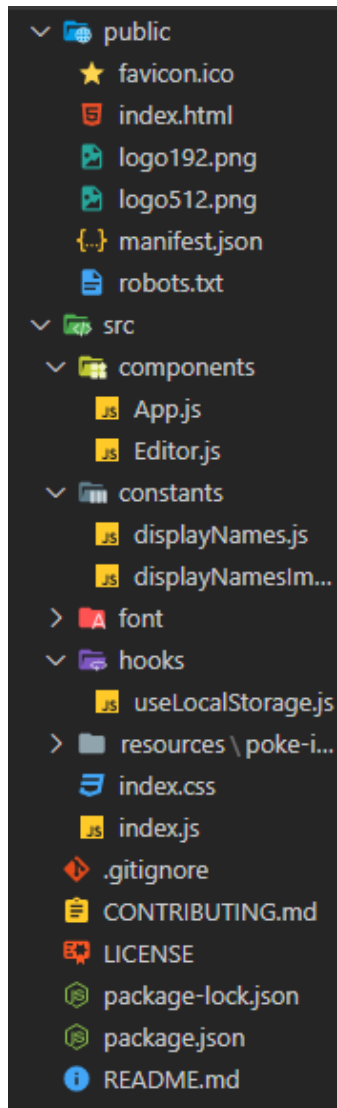 public
favicon.ico
index.html
logo192.png
logo512.png
manifest.json
robots.txt
src
components
App.js
Editor.js
constants
displayNames.js
displayNamesIm...
font
hooks
useLocalStorage.js
resources \ poke-i...
index.css
index.js
.gitignore
CONTRIBUTING.md
LICENSE
package-lock.json
package.json
README.md